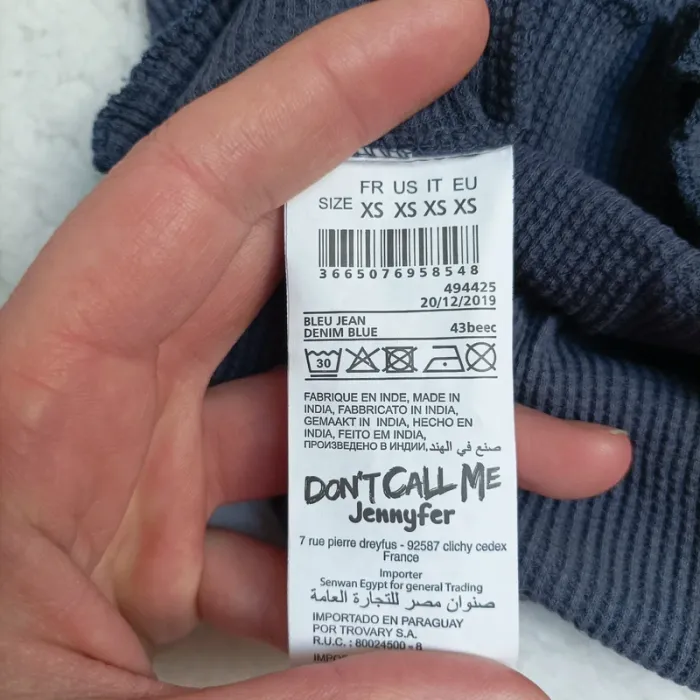 FR US IT EU
SIZE XS XS XS XS
3665076958548
494425
20/12/2019
BLEU JEAN
DENIM BLUE 43beec
30
FABRIQUE EN INDE, MADE IN
INDIA, FABBRICATO IN INDIA,
GEMAAKT IN INDIA, HECHO EN
INDIA, FEITO EM INDIA,
ПРОИЗВЕДЕНО В ИНДИИ, صنع في الهند
DON'T CALL ME
Jennyfer
7 rue pierre dreyfus - 92587 clichy cedex
France
Importer
Senwan Egypt for general Trading
صنوان مصر للتجارة العامة
IMPORTADO EN PARAGUAY
POR TROVARY S.A.
R.U.C. : 80024500 - 8